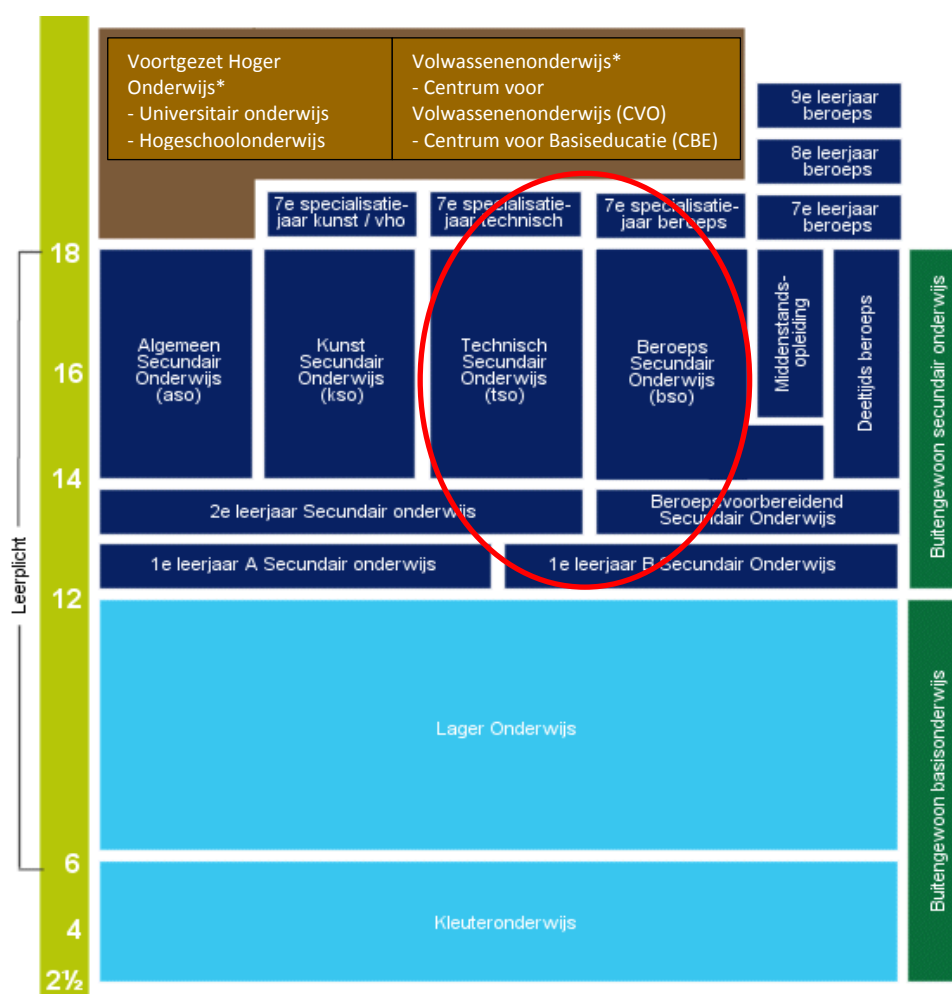 Voortgezet Hoger
Onderwijs*
- Universitair onderwijs
- Hogeschoolonderwijs
Volwassenenonderwijs*
- Centrum voor
Volwassenenonderwijs (CVO)
- Centrum voor Basiseducatie (CBE)
9e leerjaar
beroeps
8e leerjaar
beroeps
7e specialisatie-
jaar kunst / vho
7e specialisatie-
jaar technisch
7e specialisatie-
jaar beroeps
7e leerjaar
beroeps
18
Algemeen
Secundair
Onderwijs
(aso)
Kunst
Secundair
Onderwijs
(kso)
Technisch
Secundair
Onderwijs
(tso)
Beroeps
Secundair
Onderwijs
(bso)
Middenstands-
opleiding
Deeltijds beroeps
Buitengewoon secundair onderwijs
16
14
2e leerjaar Secundair onderwijs
Beroepsvoorbereidend
Secundair Onderwijs
1e leerjaar A Secundair onderwijs
1e leerjaar B Secundair Onderwijs
Leerplicht
12
Lager Onderwijs
Buitengewoon basisonderwijs
6
Kleuteronderwijs
4
2½